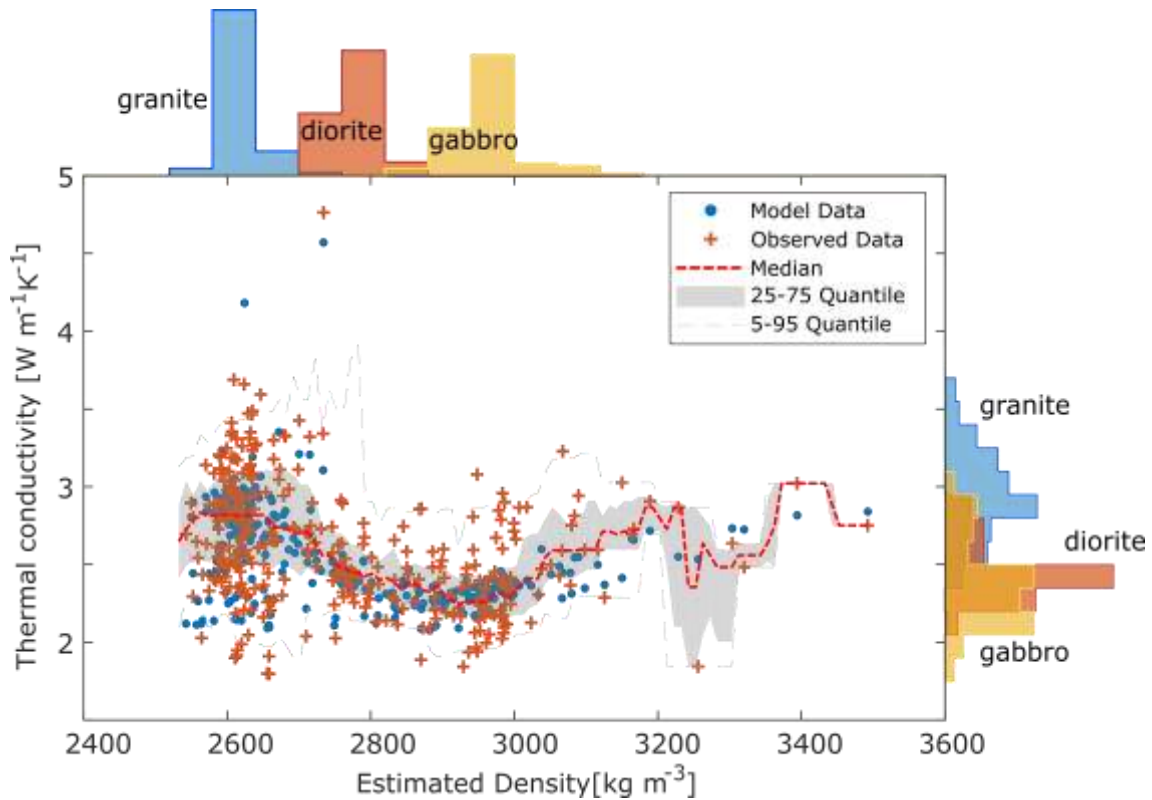 granite
diorite
gabbro
5
4
3
2
Thermal conductivity [W m⁻¹K⁻¹]
Model Data
Observed Data
Median
25-75 Quantile
5-95 Quantile
granite
diorite
gabbro
2400 2600 2800 3000 3200 3400 3600
Estimated Density[kg m⁻³]